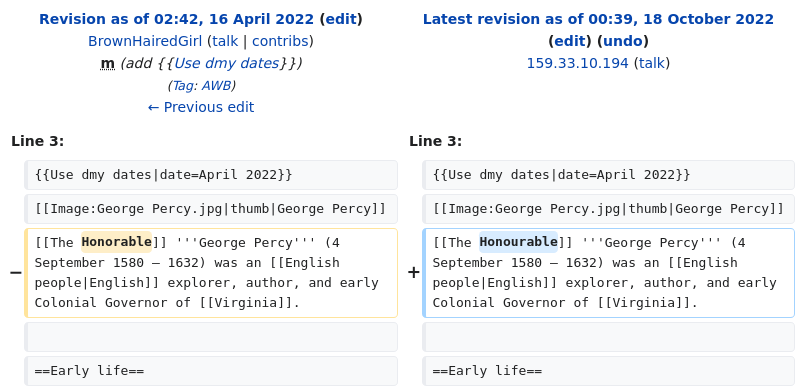 Revision as of 02:42, 16 April 2022 (edit)
BrownHairedGirl (talk | contribs)
m (add {{Use dmy dates}})
(Tag: AWB)
← Previous edit
Latest revision as of 00:39, 18 October 2022
(edit) (undo)
159.33.10.194 (talk)
Line 3:
{{Use dmy dates|date=April 2022}}
[[Image:George Percy.jpg|thumb|George Percy]]
− [[The Honorable]] '''George Percy''' (4
September 1580 – 1632) was an [[English
people|English]] explorer, author, and early
Colonial Governor of [[Virginia]].
==Early life==
Line 3:
{{Use dmy dates|date=April 2022}}
[[Image:George Percy.jpg|thumb|George Percy]]
+ [[The Honourable]] '''George Percy''' (4
September 1580 – 1632) was an [[English
people|English]] explorer, author, and early
Colonial Governor of [[Virginia]].
==Early life==